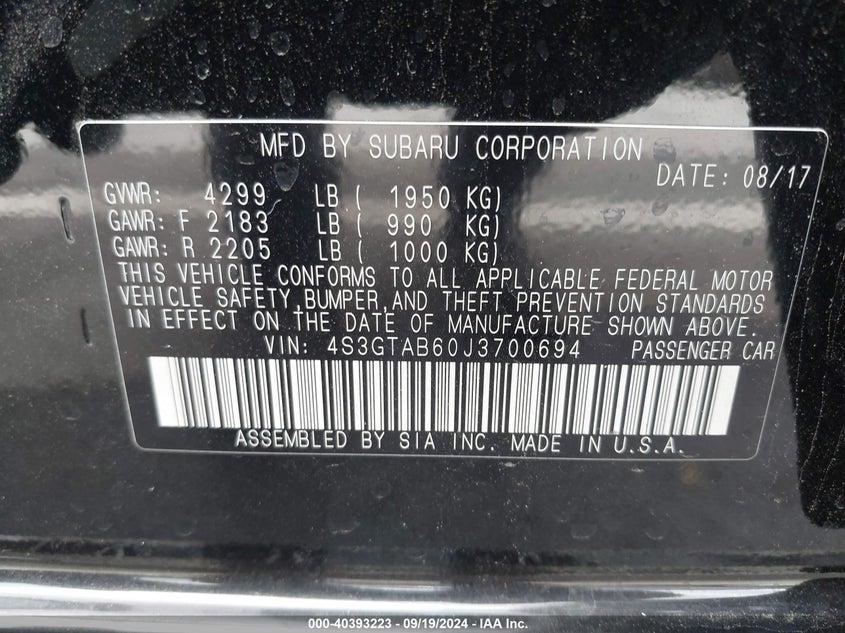 MFD BY SUBARU CORPORATION
DATE: 08/17
GVWR: 4299 LB ( 1950 KG)
GAWR: F 2183 LB ( 990 KG)
GAWR: R 2205 LB ( 1000 KG)
THIS VEHICLE CONFORMS TO ALL APPLICABLE FEDERAL MOTOR
VEHICLE SAFETY,BUMPER,AND THEFT PREVENTION STANDARDS
IN EFFECT ON THE DATE OF MANUFACTURE SHOWN ABOVE.
VIN: 4S3GTAB60J3700694 PASSENGER CAR
ASSEMBLED BY SIA INC. MADE IN U.S.A.
000-40393223 - 09/19/2024 - IAA Inc.